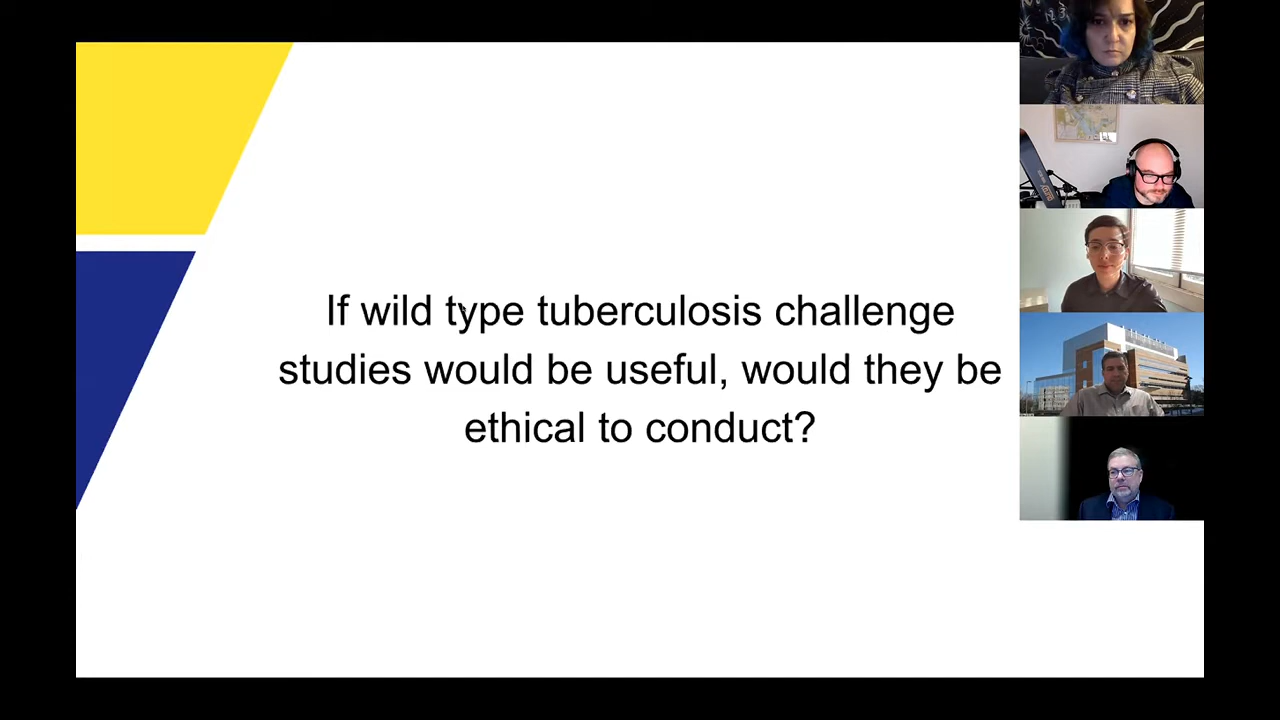 If wild type tuberculosis challenge
studies would be useful, would they be
ethical to conduct?